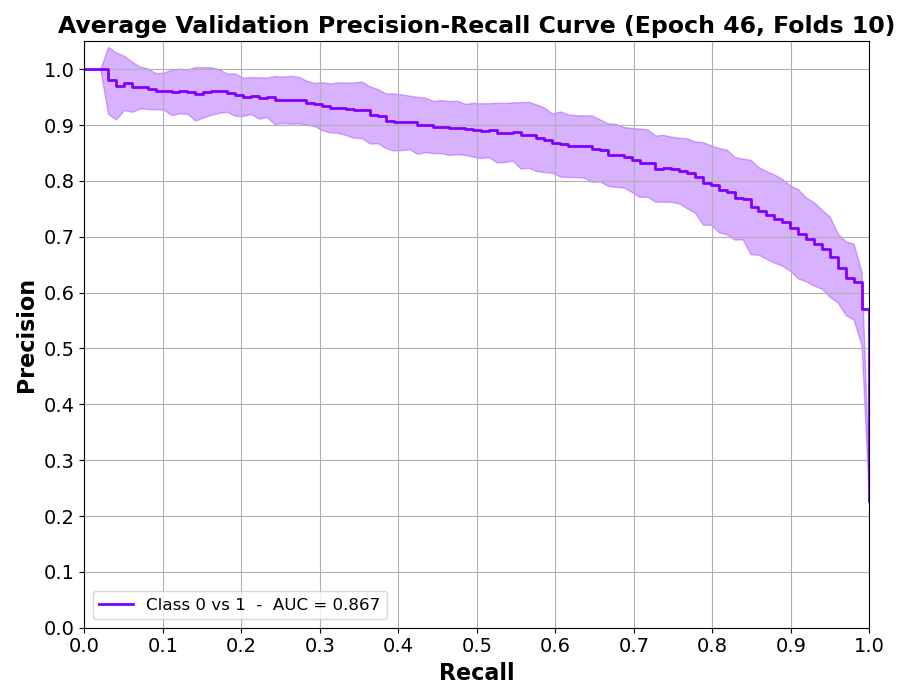 Average Validation Precision-Recall Curve (Epoch 46, Folds 10)
1.0
0.9
0.8
0.7
0.6
0.5
0.4
0.3
0.2
0.1
0.0
Precision
Class 0 vs 1  -  AUC = 0.867
0.0 0.1 0.2 0.3 0.4 0.5 0.6 0.7 0.8 0.9 1.0
Recall